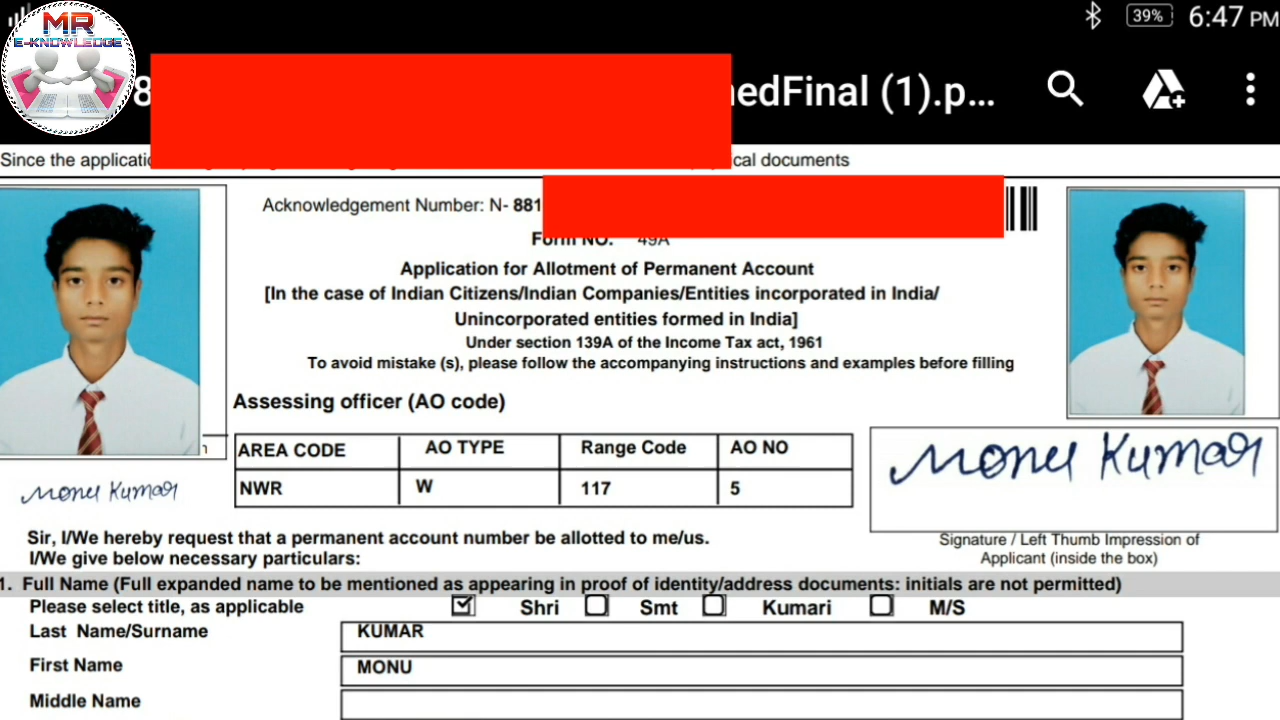 MR
E-KNOWLEDGE
39% 6:47 PM
nedFinal (1).p...
Since the applicatio cal documents
Acknowledgement Number: N- 881
Form NO. 49A
Application for Allotment of Permanent Account
[In the case of Indian Citizens/Indian Companies/Entities incorporated in India/
Unincorporated entities formed in India]
Under section 139A of the Income Tax act, 1961
To avoid mistake (s), please follow the accompanying instructions and examples before filling
Assessing officer (AO code)
AREA CODE AO TYPE Range Code AO NO
NWR W 117 5
Monu Kumar
Monu Kumar
Sir, I/We hereby request that a permanent account number be allotted to me/us.
I/We give below necessary particulars:
Signature / Left Thumb Impression of
Applicant (inside the box)
1. Full Name (Full expanded name to be mentioned as appearing in proof of identity/address documents: initials are not permitted)
Please select title, as applicable Shri Smt Kumari M/S
Last Name/Surname KUMAR
First Name MONU
Middle Name